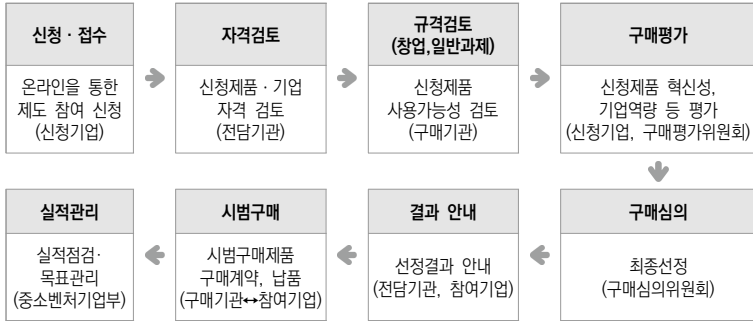 신청 · 접수
온라인을 통한
제도 참여 신청
(신청기업)
자격검토
신청제품 · 기업
자격 검토
(전담기관)
규격검토
(창업,일반과제)
신청제품
사용가능성 검토
(구매기관)
구매평가
신청제품 혁신성,
기업역량 등 평가
(신청기업, 구매평가위원회)
구매심의
최종선정
(구매심의위원회)
결과 안내
선정결과 안내
(전담기관, 참여기업)
시범구매
시범구매제품
구매계약, 납품
(구매기관↔참여기업)
실적관리
실적점검·
목표관리
(중소벤처기업부)